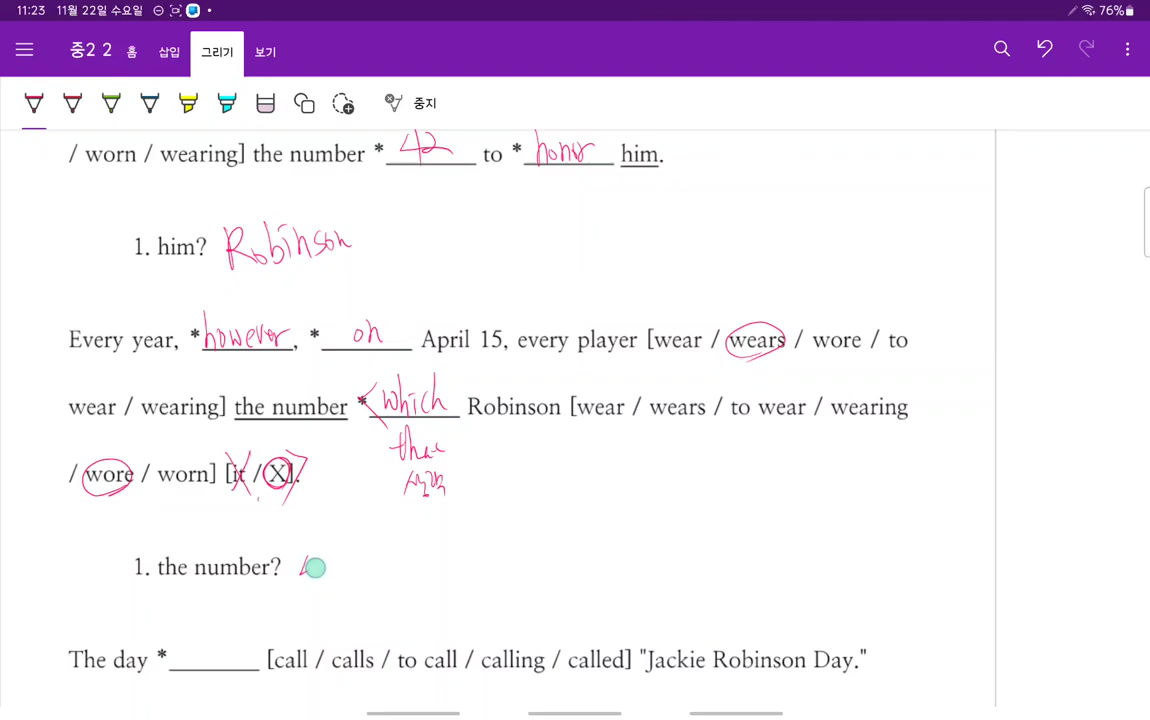 11:23 11월 22일 수요일 76%
중2 2 홈 삽입 그리기 보기
중지
/ worn / wearing] the number *42 to *honor him.
1. him? Robinson
Every year, *however, *on April 15, every player [wear / wears / wore / to
wear / wearing] the number *which Robinson [wear / wears / to wear / wearing
that
/ wore / worn] [it / X].
생략
1. the number?
The day *________ [call / calls / to call / calling / called] "Jackie Robinson Day."